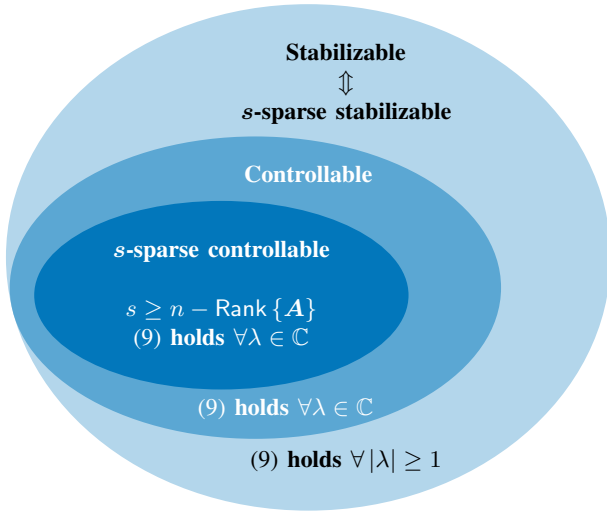 Stabilizable
⇕
s-sparse stabilizable
Controllable
s-sparse controllable
s ≥ n − Rank {A}
(9) holds ∀λ ∈ ℂ
(9) holds ∀λ ∈ ℂ
(9) holds ∀ |λ| ≥ 1